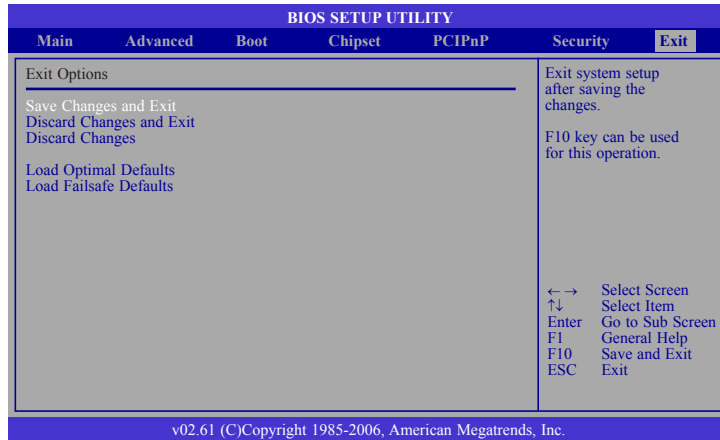 BIOS SETUP UTILITY
Main Advanced Boot Chipset PCIPnP Security Exit
Exit Options
Save Changes and Exit
Discard Changes and Exit
Discard Changes
Load Optimal Defaults
Load Failsafe Defaults
Exit system setup
after saving the
changes.
F10 key can be used
for this operation.
←→ Select Screen
↑↓ Select Item
Enter Go to Sub Screen
F1 General Help
F10 Save and Exit
ESC Exit
v02.61 (C)Copyright 1985-2006, American Megatrends, Inc.